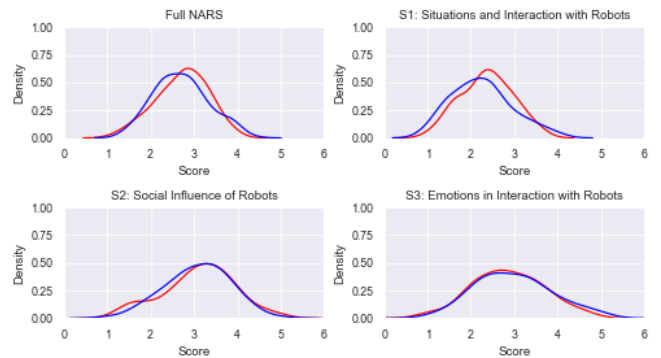 Full NARS
1.00
0.75
0.50
0.25
0.00
Density
0 1 2 3 4 5 6
Score
S1: Situations and Interaction with Robots
1.00
0.75
0.50
0.25
0.00
Density
0 1 2 3 4 5 6
Score
S2: Social Influence of Robots
1.00
0.75
0.50
0.25
0.00
Density
0 1 2 3 4 5 6
Score
S3: Emotions in Interaction with Robots
1.00
0.75
0.50
0.25
0.00
Density
0 1 2 3 4 5 6
Score